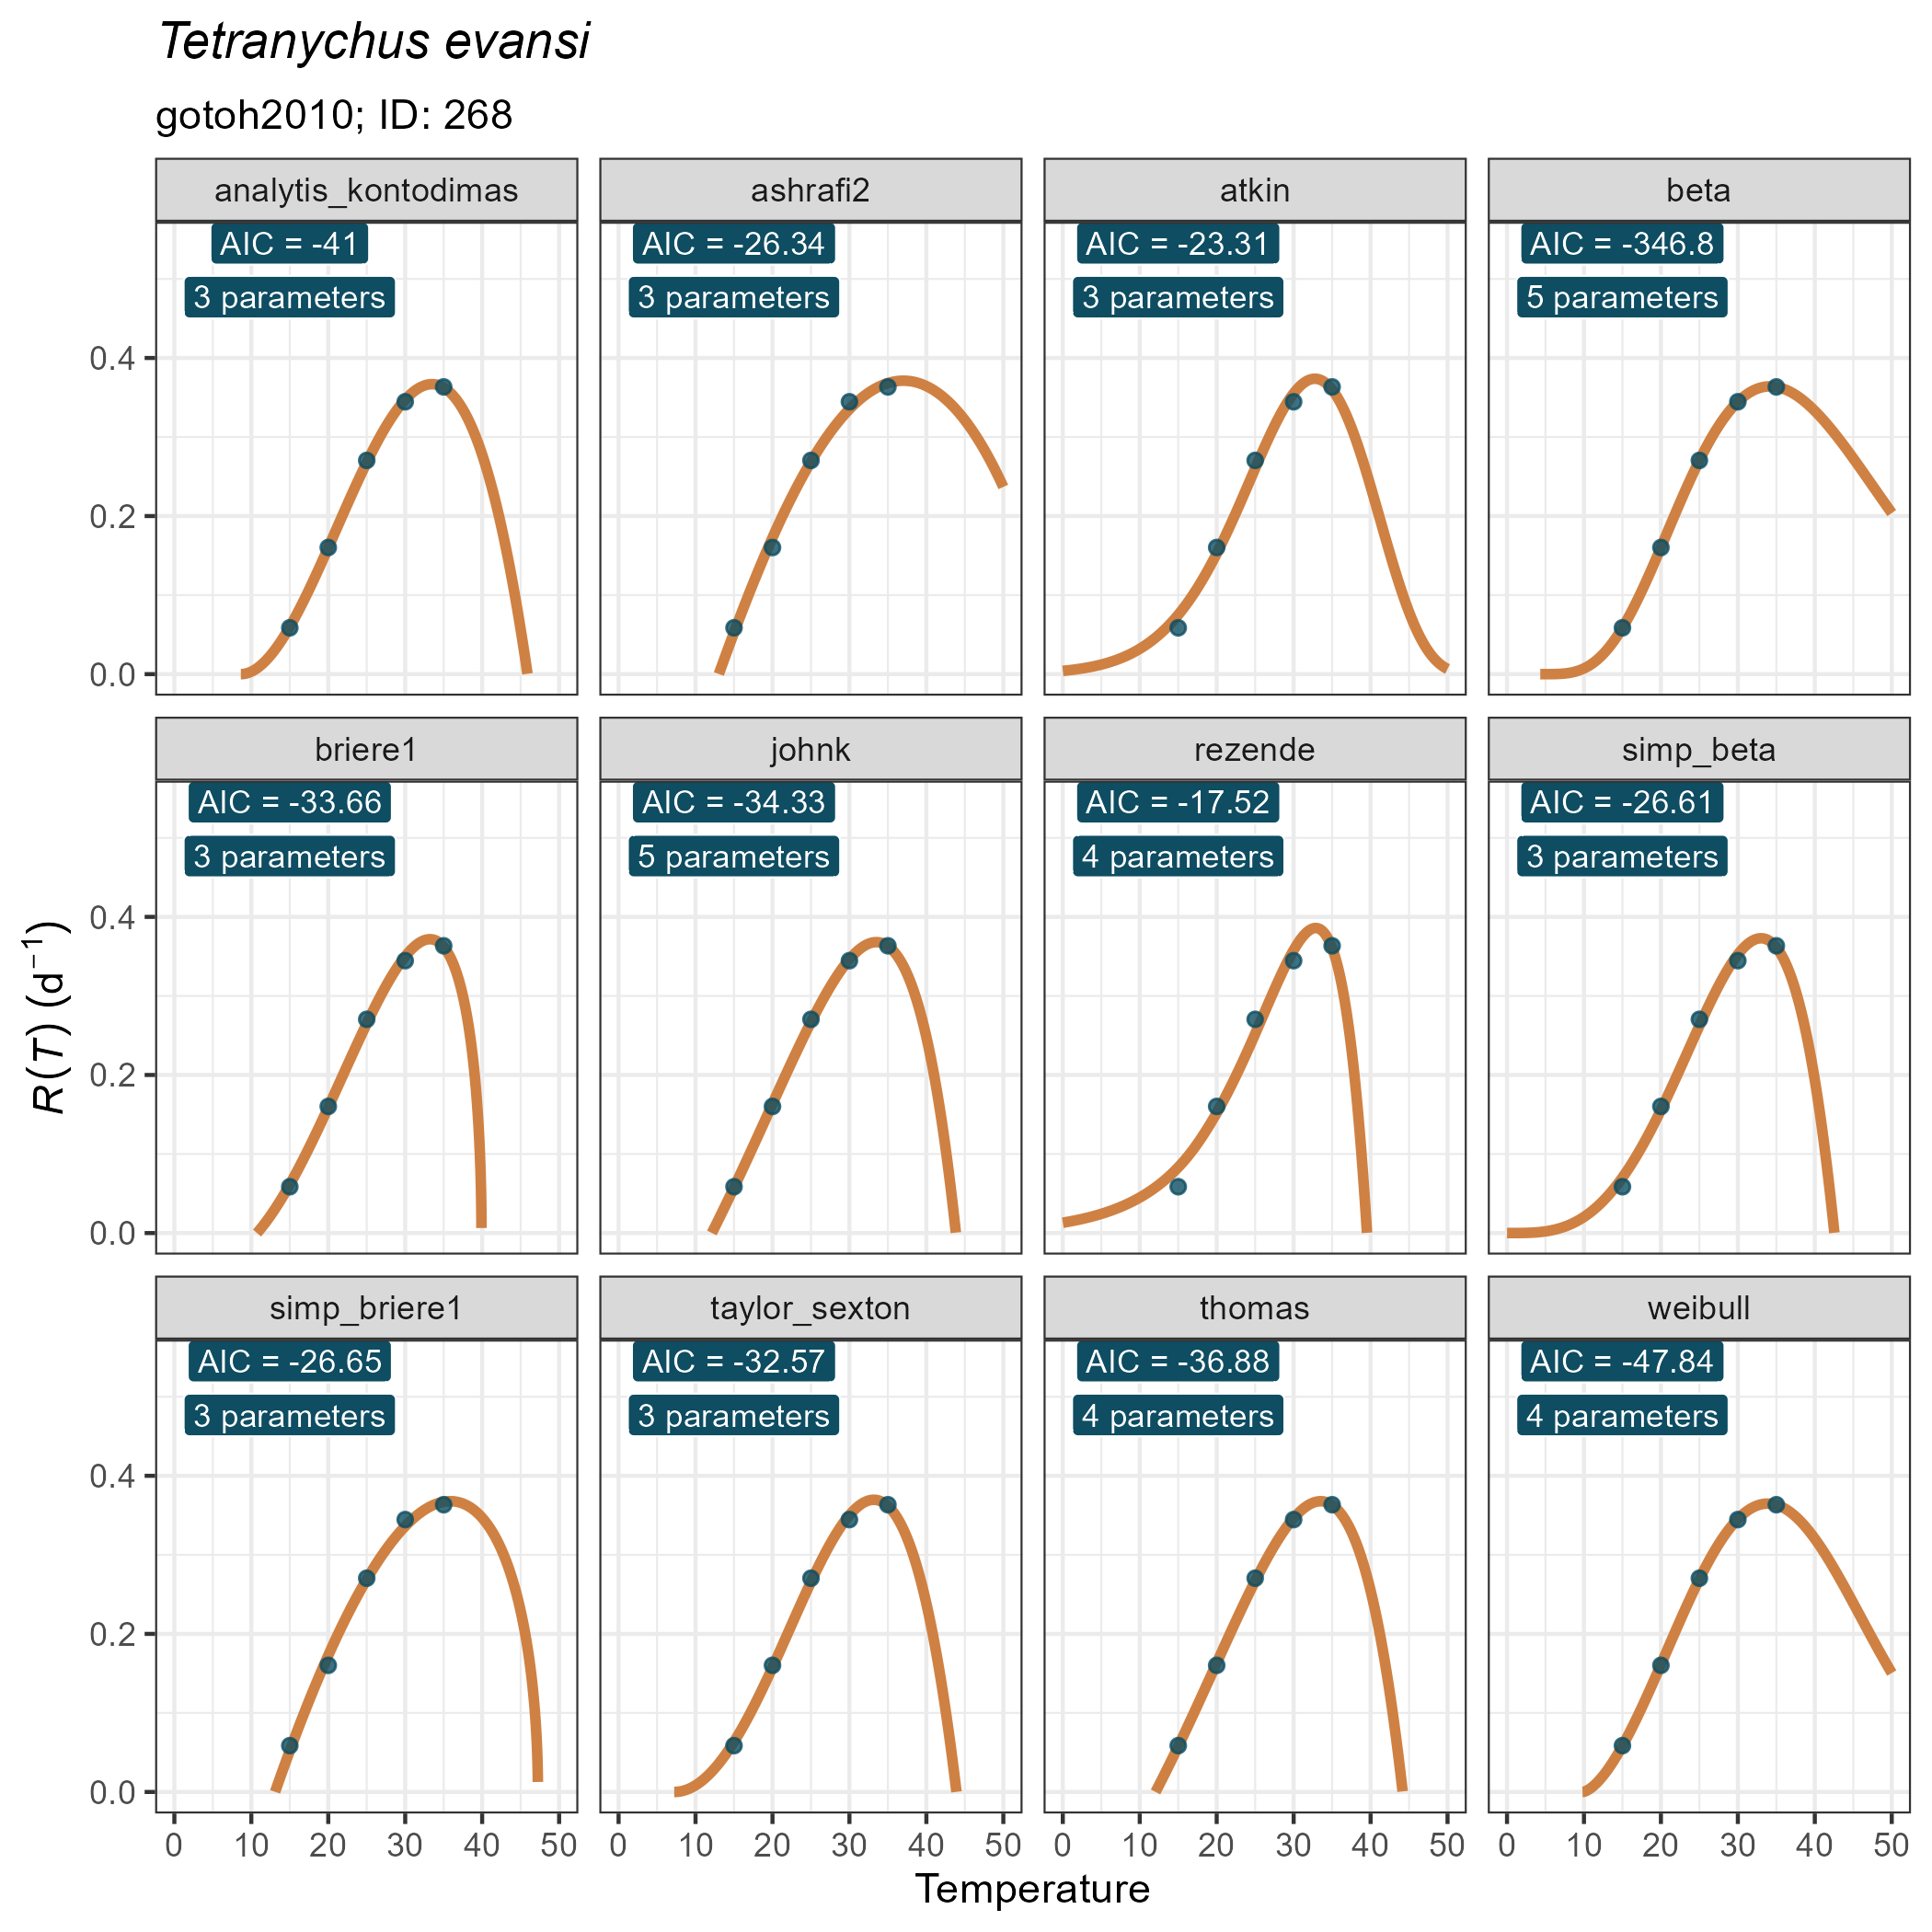 Tetranychus evansi
gotoh2010; ID: 268
analytis_kontodimas
AIC = -41
3 parameters
ashrafi2
AIC = -26.34
3 parameters
atkin
AIC = -23.31
3 parameters
beta
AIC = -346.8
5 parameters
0.4
0.2
0.0
briere1
AIC = -33.66
3 parameters
johnk
AIC = -34.33
5 parameters
rezende
AIC = -17.52
4 parameters
simp_beta
AIC = -26.61
3 parameters
0.4
0.2
0.0
R(T) (d⁻¹)
simp_briere1
AIC = -26.65
3 parameters
taylor_sexton
AIC = -32.57
3 parameters
thomas
AIC = -36.88
4 parameters
weibull
AIC = -47.84
4 parameters
0.4
0.2
0.0
0 10 20 30 40 50
0 10 20 30 40 50
0 10 20 30 40 50
0 10 20 30 40 50
Temperature